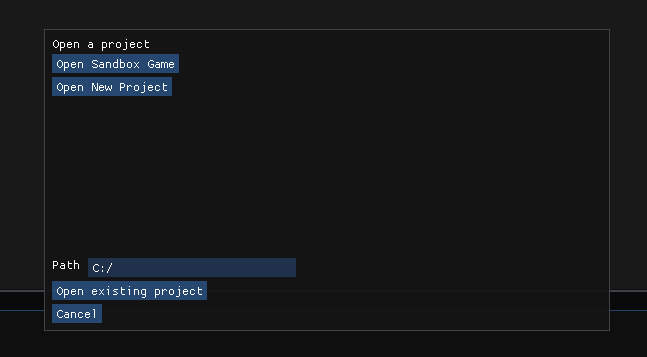 Open a project
Open Sandbox Game
Open New Project
Path C:/
Open existing project
Cancel